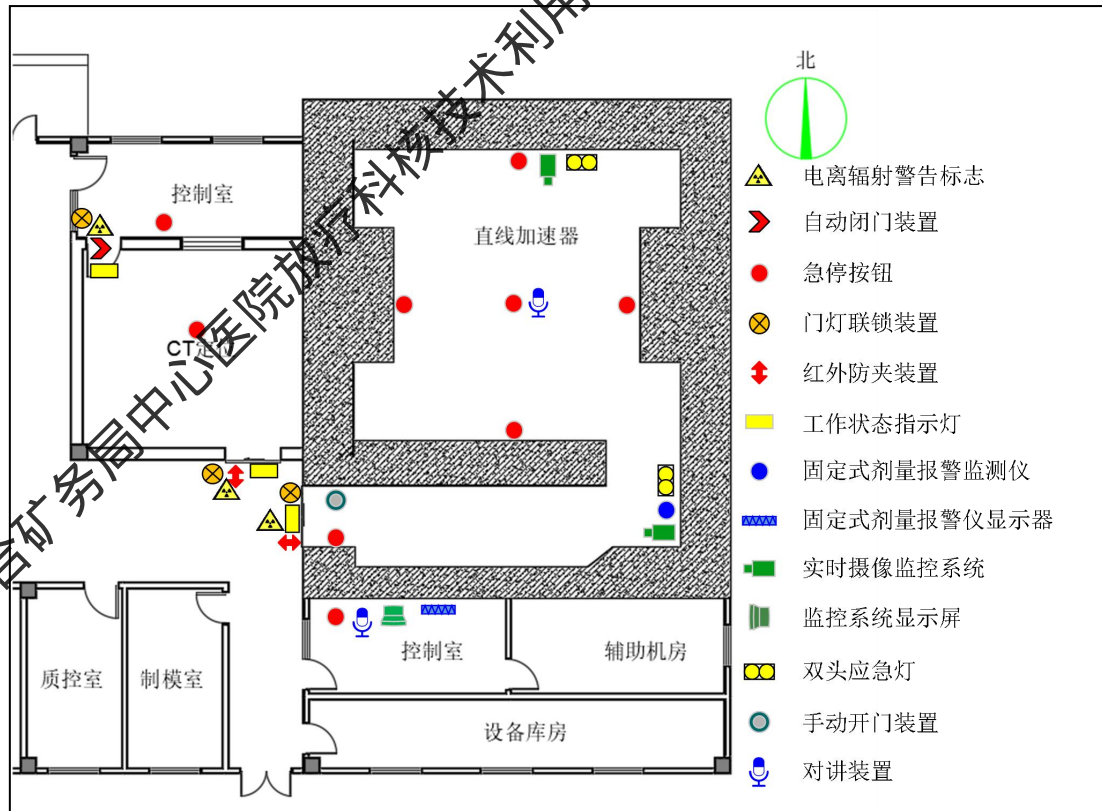 北
电离辐射警告标志
自动闭门装置
急停按钮
门灯联锁装置
红外防夹装置
工作状态指示灯
固定式剂量报警监测仪
固定式剂量报警仪显示器
实时摄像监控系统
监控系统显示屏
双头应急灯
手动开门装置
对讲装置
控制室
直线加速器
CT定位
控制室
辅助机房
质控室
制模室
设备库房
矿务局中心医院放疗科核技术利用